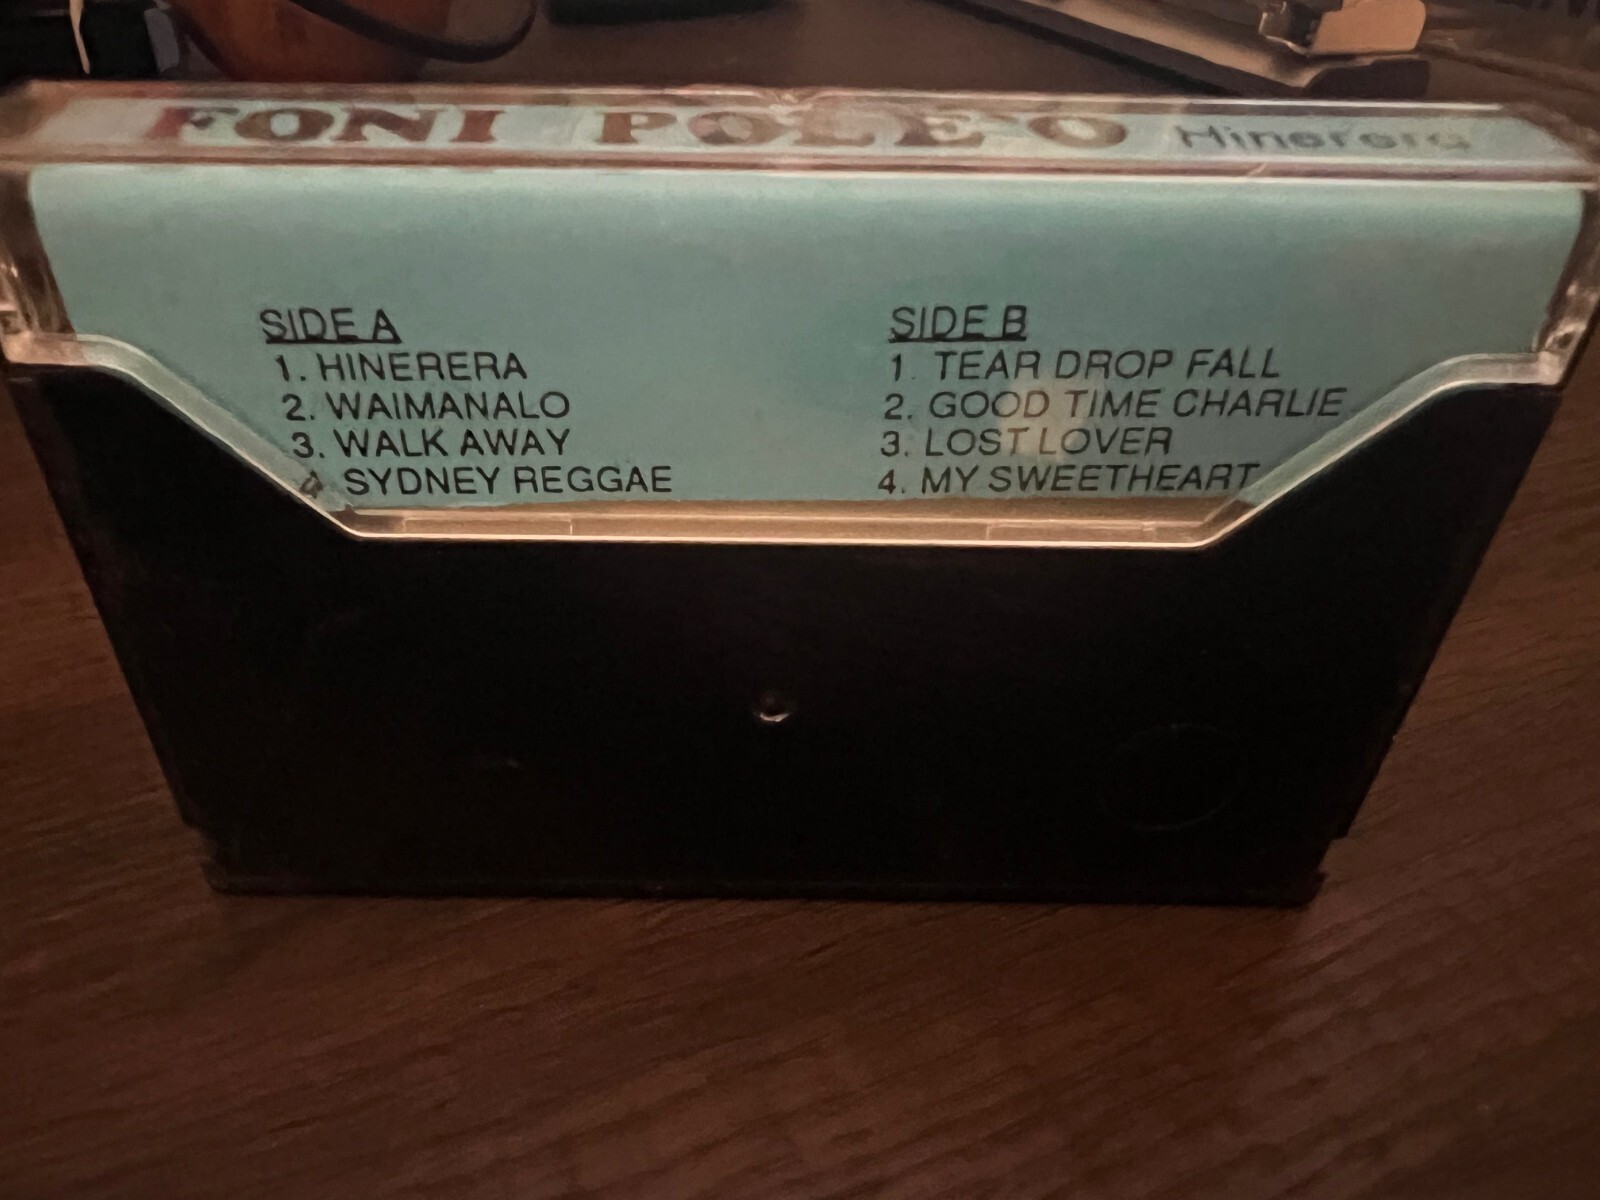 FONI POLE'O Hinerera
SIDE A
1. HINERERA
2. WAIMANALO
3. WALK AWAY
4 SYDNEY REGGAE
SIDE B
1. TEAR DROP FALL
2. GOOD TIME CHARLIE
3. LOST LOVER
4. MY SWEETHEART